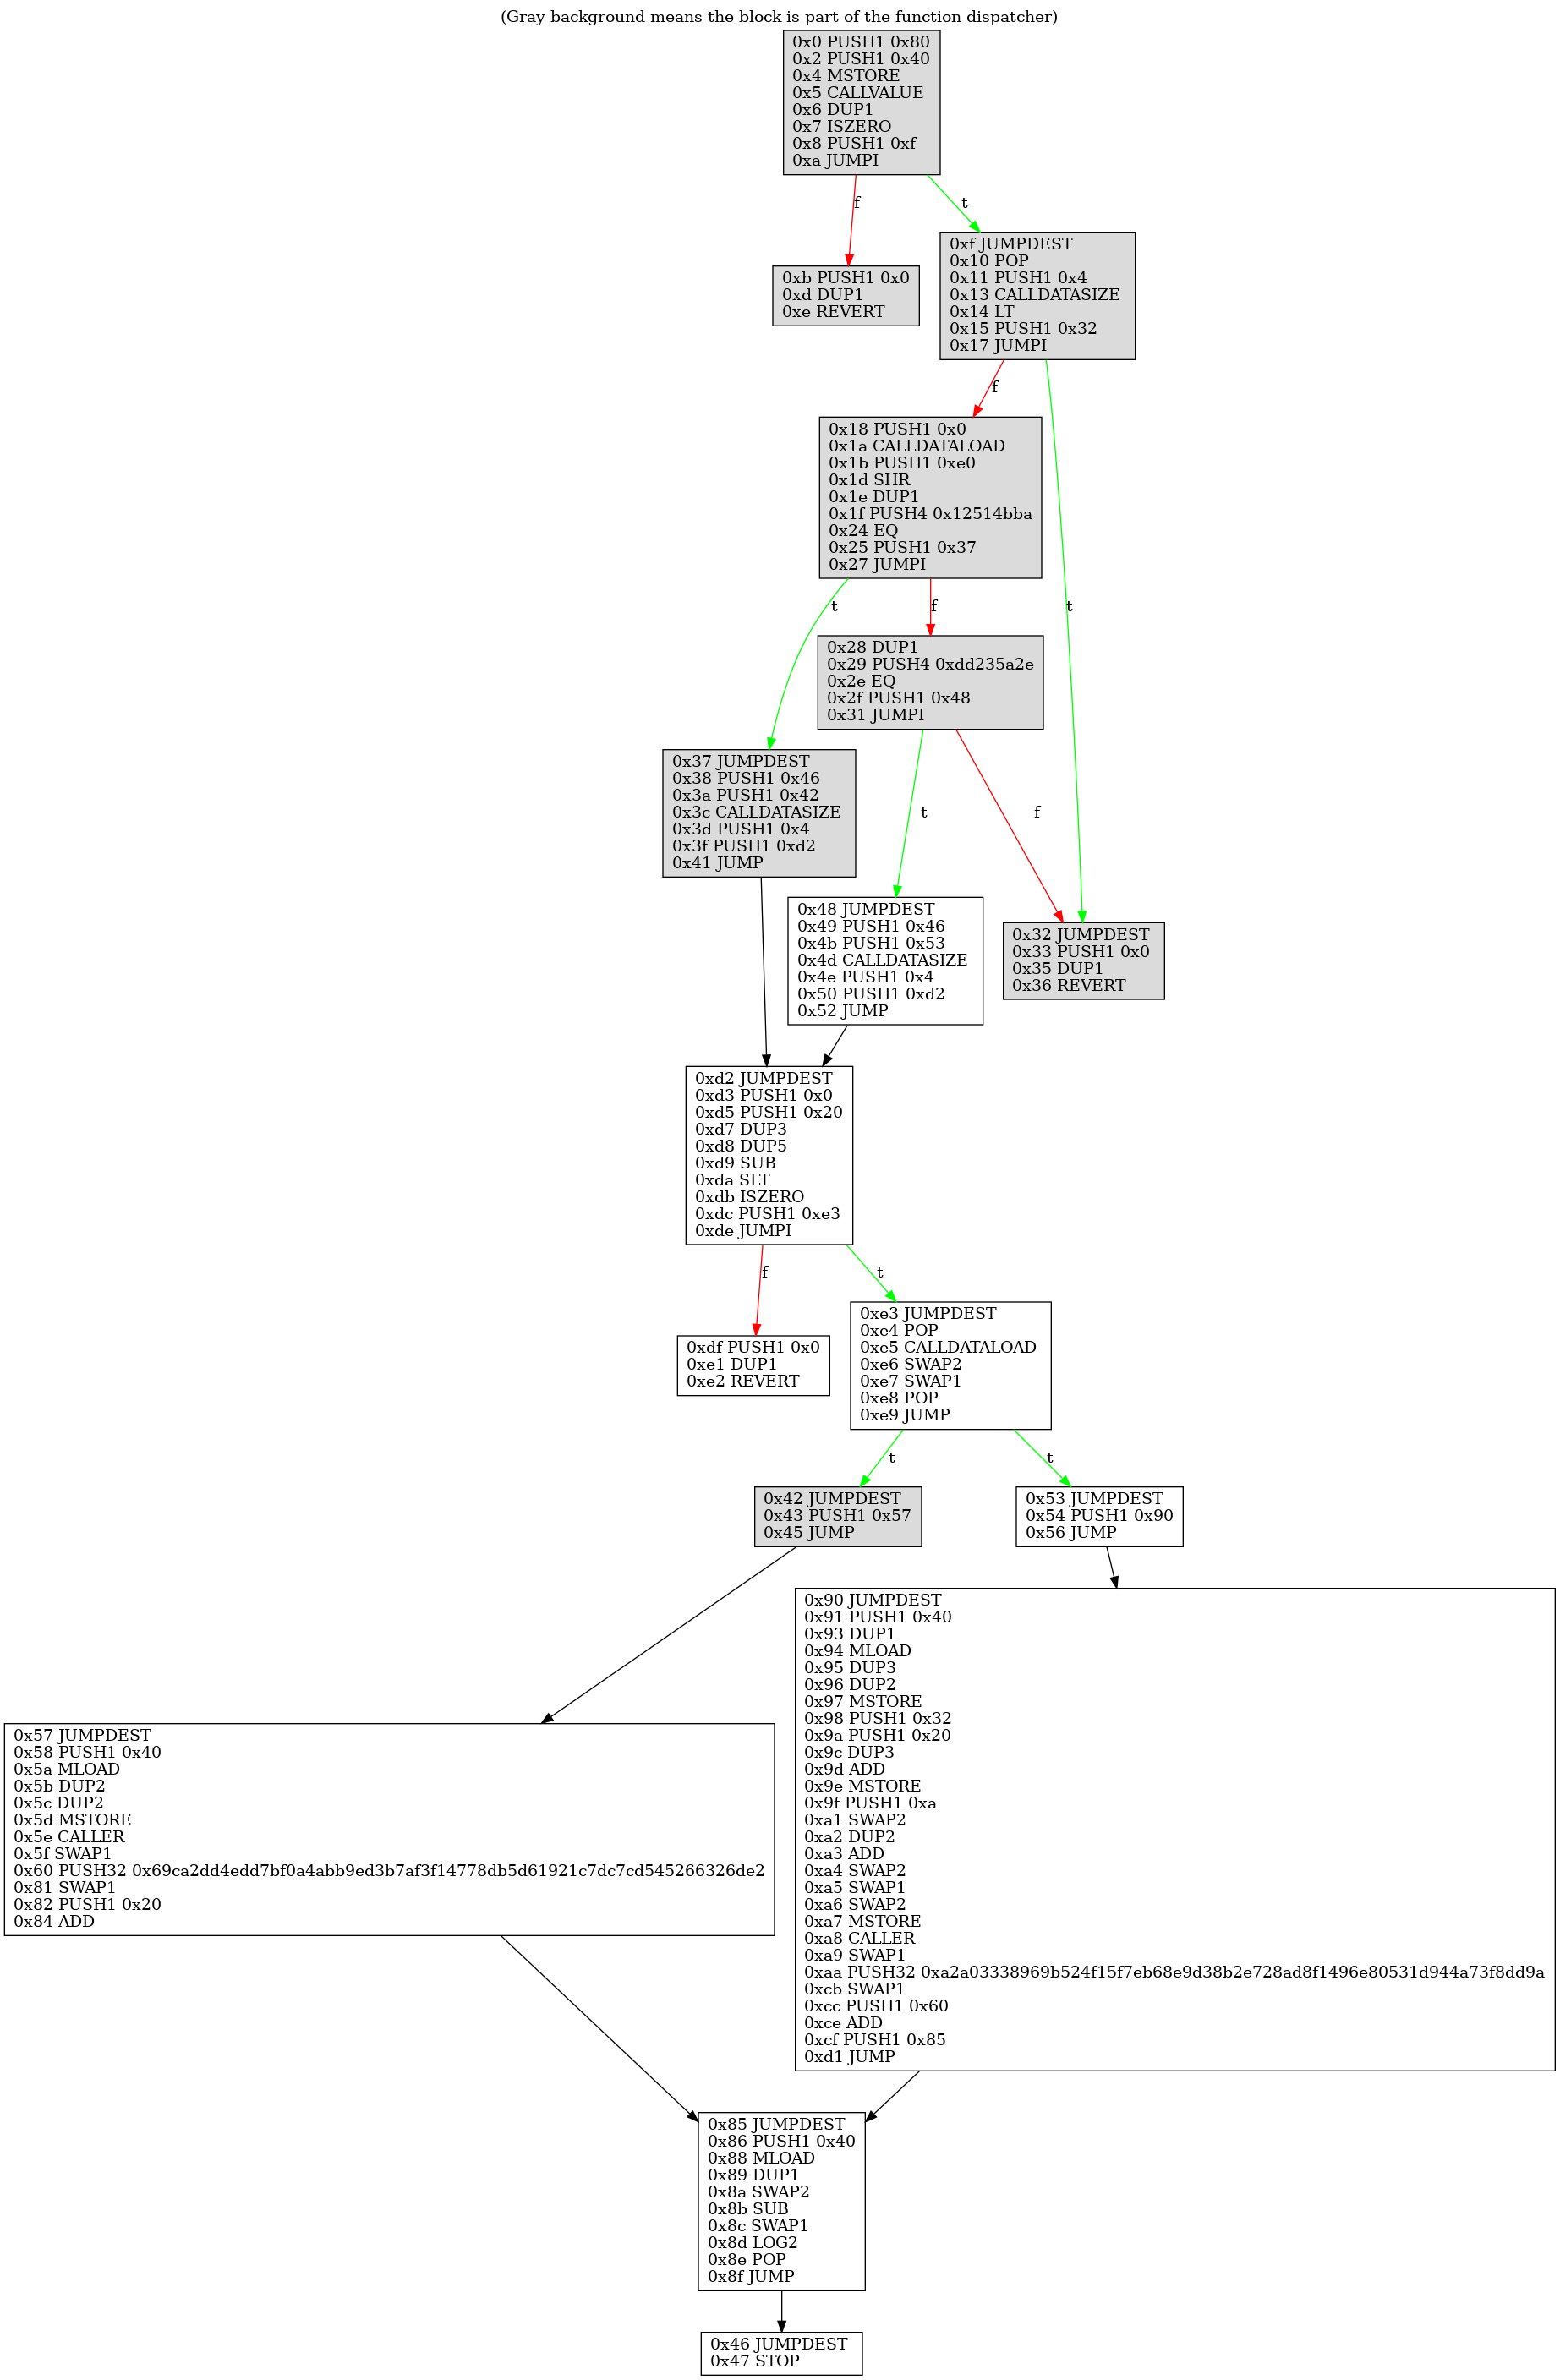 (Gray background means the block is part of the function dispatcher)
0x0 PUSH1 0x80
0x2 PUSH1 0x40
0x4 MSTORE
0x5 CALLVALUE
0x6 DUP1
0x7 ISZERO
0x8 PUSH1 0xf
0xa JUMPI
f
t
0xb PUSH1 0x0
0xd DUP1
0xe REVERT
0xf JUMPDEST
0x10 POP
0x11 PUSH1 0x4
0x13 CALLDATASIZE
0x14 LT
0x15 PUSH1 0x32
0x17 JUMPI
f
t
0x18 PUSH1 0x0
0x1a CALLDATALOAD
0x1b PUSH1 0xe0
0x1d SHR
0x1e DUP1
0x1f PUSH4 0x12514bba
0x24 EQ
0x25 PUSH1 0x37
0x27 JUMPI
t
f
0x28 DUP1
0x29 PUSH4 0xdd235a2e
0x2e EQ
0x2f PUSH1 0x48
0x31 JUMPI
t
f
0x37 JUMPDEST
0x38 PUSH1 0x46
0x3a PUSH1 0x42
0x3c CALLDATASIZE
0x3d PUSH1 0x4
0x3f PUSH1 0xd2
0x41 JUMP
0x48 JUMPDEST
0x49 PUSH1 0x46
0x4b PUSH1 0x53
0x4d CALLDATASIZE
0x4e PUSH1 0x4
0x50 PUSH1 0xd2
0x52 JUMP
0x32 JUMPDEST
0x33 PUSH1 0x0
0x35 DUP1
0x36 REVERT
0xd2 JUMPDEST
0xd3 PUSH1 0x0
0xd5 PUSH1 0x20
0xd7 DUP3
0xd8 DUP5
0xd9 SUB
0xda SLT
0xdb ISZERO
0xdc PUSH1 0xe3
0xde JUMPI
f
t
0xdf PUSH1 0x0
0xe1 DUP1
0xe2 REVERT
0xe3 JUMPDEST
0xe4 POP
0xe5 CALLDATALOAD
0xe6 SWAP2
0xe7 SWAP1
0xe8 POP
0xe9 JUMP
t
t
0x42 JUMPDEST
0x43 PUSH1 0x57
0x45 JUMP
0x53 JUMPDEST
0x54 PUSH1 0x90
0x56 JUMP
0x90 JUMPDEST
0x91 PUSH1 0x40
0x93 DUP1
0x94 MLOAD
0x95 DUP3
0x96 DUP2
0x97 MSTORE
0x98 PUSH1 0x32
0x9a PUSH1 0x20
0x9c DUP3
0x9d ADD
0x9e MSTORE
0x9f PUSH1 0xa
0xa1 SWAP2
0xa2 DUP2
0xa3 ADD
0xa4 SWAP2
0xa5 SWAP1
0xa6 SWAP2
0xa7 MSTORE
0xa8 CALLER
0xa9 SWAP1
0xaa PUSH32 0xa2a03338969b524f15f7eb68e9d38b2e728ad8f1496e80531d944a73f8dd9a
0xcb SWAP1
0xcc PUSH1 0x60
0xce ADD
0xcf PUSH1 0x85
0xd1 JUMP
0x57 JUMPDEST
0x58 PUSH1 0x40
0x5a MLOAD
0x5b DUP2
0x5c DUP2
0x5d MSTORE
0x5e CALLER
0x5f SWAP1
0x60 PUSH32 0x69ca2dd4edd7bf0a4abb9ed3b7af3f14778db5d61921c7dc7cd545266326de2
0x81 SWAP1
0x82 PUSH1 0x20
0x84 ADD
0x85 JUMPDEST
0x86 PUSH1 0x40
0x88 MLOAD
0x89 DUP1
0x8a SWAP2
0x8b SUB
0x8c SWAP1
0x8d LOG2
0x8e POP
0x8f JUMP
0x46 JUMPDEST
0x47 STOP